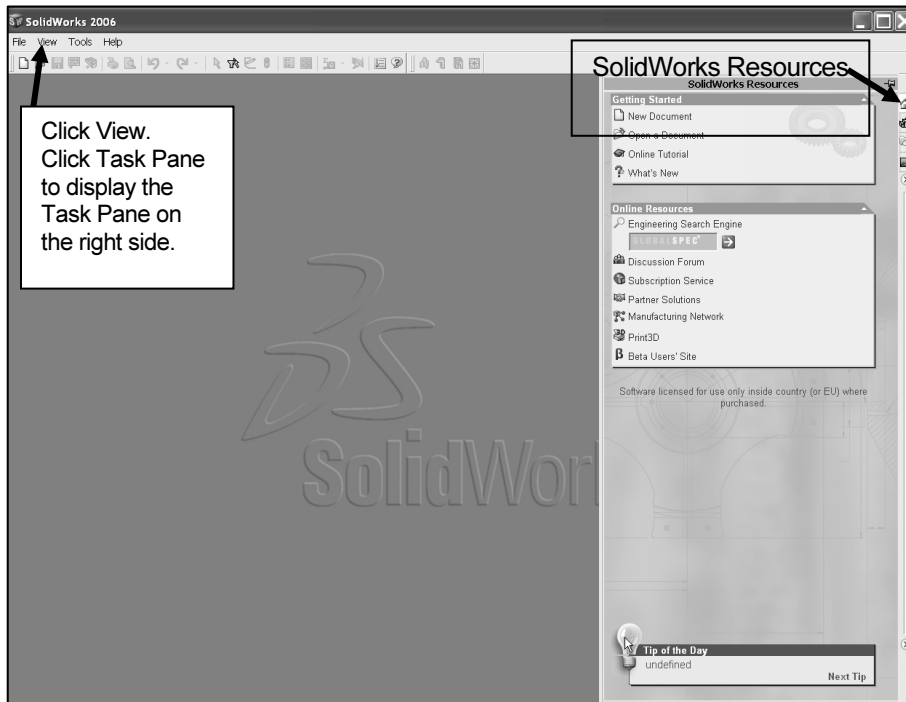 SolidWorks 2006
File View Tools Help
SolidWorks Resources
SolidWorks Resources
Click View.
Click Task Pane
to display the
Task Pane on
the right side.
Getting Started
New Document
Open a Document
Online Tutorial
What's New
Online Resources
Engineering Search Engine
GLOBALSPEC
Discussion Forum
Subscription Service
Partner Solutions
Manufacturing Network
Print3D
Beta Users' Site
Software licensed for use only inside country (or EU) where
purchased.
SolidWor
Tip of the Day
undefined
Next Tip